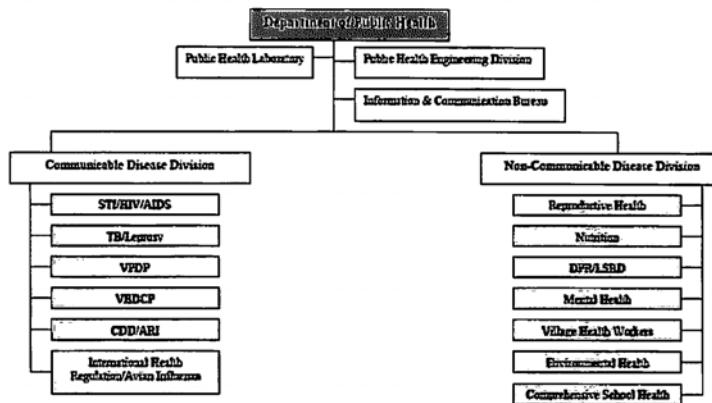 Department of Public Health
Public Health Laboratory
Public Health Engineering Division
Information & Communication Bureau
Communicable Disease Division
Non-Communicable Disease Division
STI/HIV/AIDS
TB/Leprosy
VPDP
VBDCP
CDD/ARI
International Health
Regulation/Avian Influenza
Reproductive Health
Nutrition
DPR/LSRD
Mental Health
Village Health Workers
Environmental Health
Comprehensive School Health